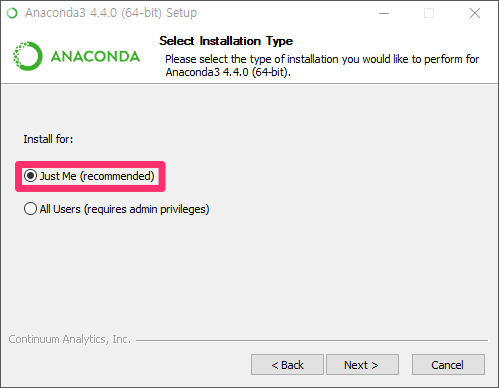 Anaconda3 4.4.0 (64-bit) Setup
ANACONDA
Select Installation Type
Please select the type of installation you would like to perform for
Anaconda3 4.4.0 (64-bit).
Install for:
Just Me (recommended)
All Users (requires admin privileges)
Continuum Analytics, Inc.
< Back Next > Cancel